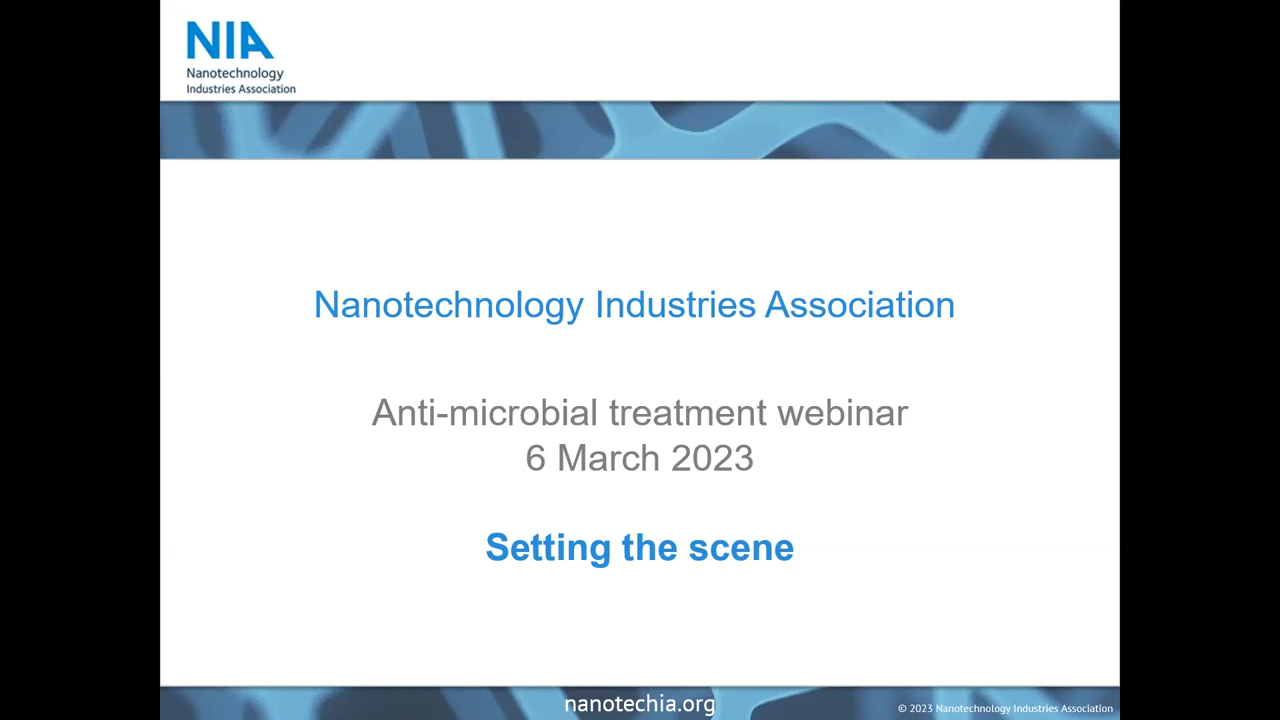 NIA
Nanotechnology
Industries Association
Nanotechnology Industries Association
Anti-microbial treatment webinar
6 March 2023
Setting the scene
nanotechia.org
© 2023 Nanotechnology Industries Association